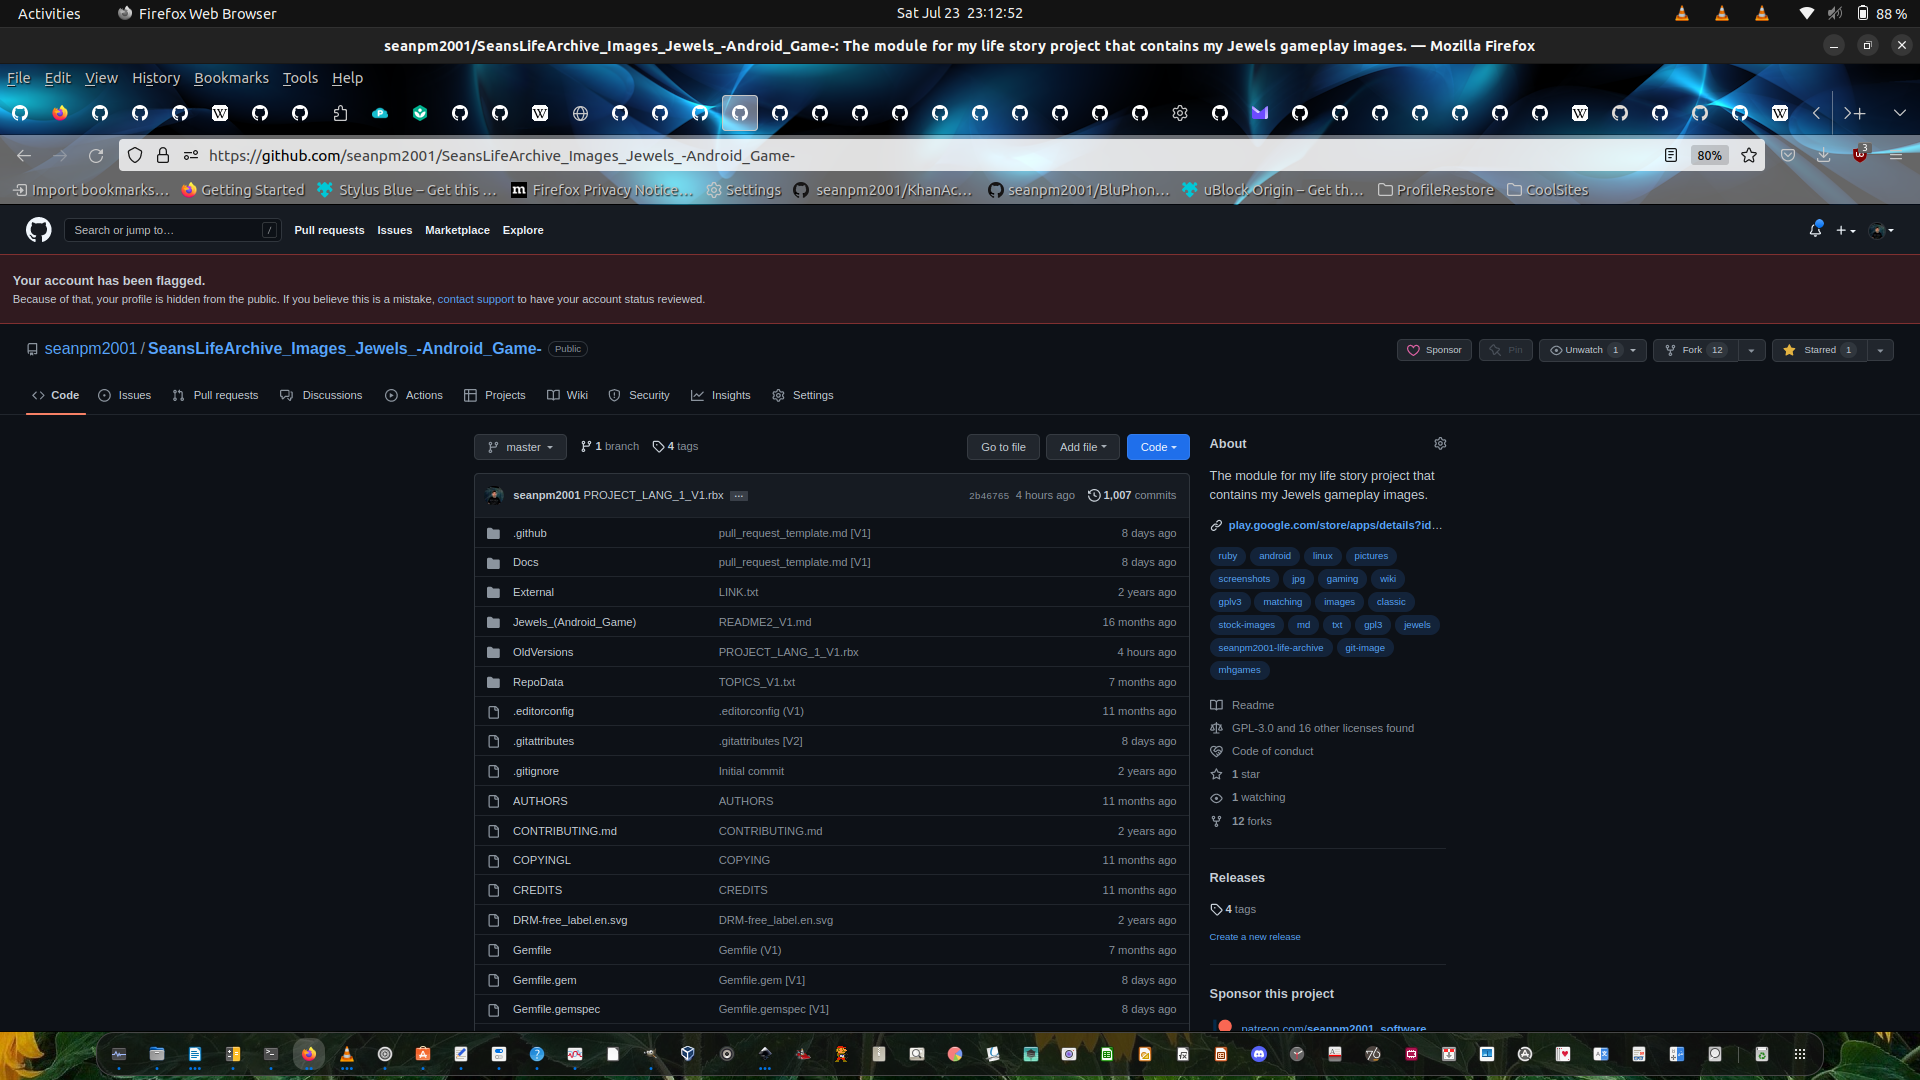 Activities
Firefox Web Browser
Sat Jul 23 23:12:52
88 %
seanpm2001/SeansLifeArchive_Images_Jewels_-Android_Game-: The module for my life story project that contains my Jewels gameplay images. — Mozilla Firefox
File Edit View History Bookmarks Tools Help
https://github.com/seanpm2001/SeansLifeArchive_Images_Jewels_-Android_Game-
80%
3
Import bookmarks…
Getting Started
Stylus Blue – Get this …
Firefox Privacy Notice…
Settings
seanpm2001/KhanAc…
seanpm2001/BluPhon…
uBlock Origin – Get th…
ProfileRestore
CoolSites
Search or jump to…
/
Pull requests Issues Marketplace Explore
Your account has been flagged.
Because of that, your profile is hidden from the public. If you believe this is a mistake, contact support to have your account status reviewed.
seanpm2001 / SeansLifeArchive_Images_Jewels_-Android_Game-
Public
Sponsor
Pin
Unwatch 1
Fork 12
Starred 1
Code
Issues
Pull requests
Discussions
Actions
Projects
Wiki
Security
Insights
Settings
master
1 branch
4 tags
Go to file
Add file
Code
seanpm2001 PROJECT_LANG_1_V1.rbx …
2b46765 4 hours ago
1,007 commits
.github pull_request_template.md [V1] 8 days ago
Docs pull_request_template.md [V1] 8 days ago
External LINK.txt 2 years ago
Jewels_(Android_Game) README2_V1.md 16 months ago
OldVersions PROJECT_LANG_1_V1.rbx 4 hours ago
RepoData TOPICS_V1.txt 7 months ago
.editorconfig .editorconfig (V1) 11 months ago
.gitattributes .gitattributes [V2] 8 days ago
.gitignore Initial commit 2 years ago
AUTHORS AUTHORS 11 months ago
CONTRIBUTING.md CONTRIBUTING.md 2 years ago
COPYINGL COPYING 11 months ago
CREDITS CREDITS 11 months ago
DRM-free_label.en.svg DRM-free_label.en.svg 2 years ago
Gemfile Gemfile (V1) 7 months ago
Gemfile.gem Gemfile.gem [V1] 8 days ago
Gemfile.gemspec Gemfile.gemspec [V1] 8 days ago
About
The module for my life story project that
contains my Jewels gameplay images.
play.google.com/store/apps/details?id…
ruby android linux pictures
screenshots jpg gaming wiki
gplv3 matching images classic
stock-images md txt gpl3 jewels
seanpm2001-life-archive git-image
mhgames
Readme
GPL-3.0 and 16 other licenses found
Code of conduct
1 star
1 watching
12 forks
Releases
4 tags
Create a new release
Sponsor this project
patreon.com/seanpm2001_software